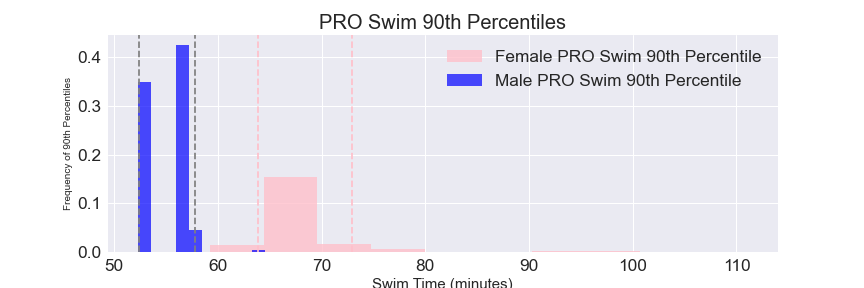 PRO Swim 90th Percentiles
Female PRO Swim 90th Percentile
Male PRO Swim 90th Percentile
Frequency of 90th Percentiles
0.4
0.3
0.2
0.1
0.0
50 60 70 80 90 100 110
Swim Time (minutes)